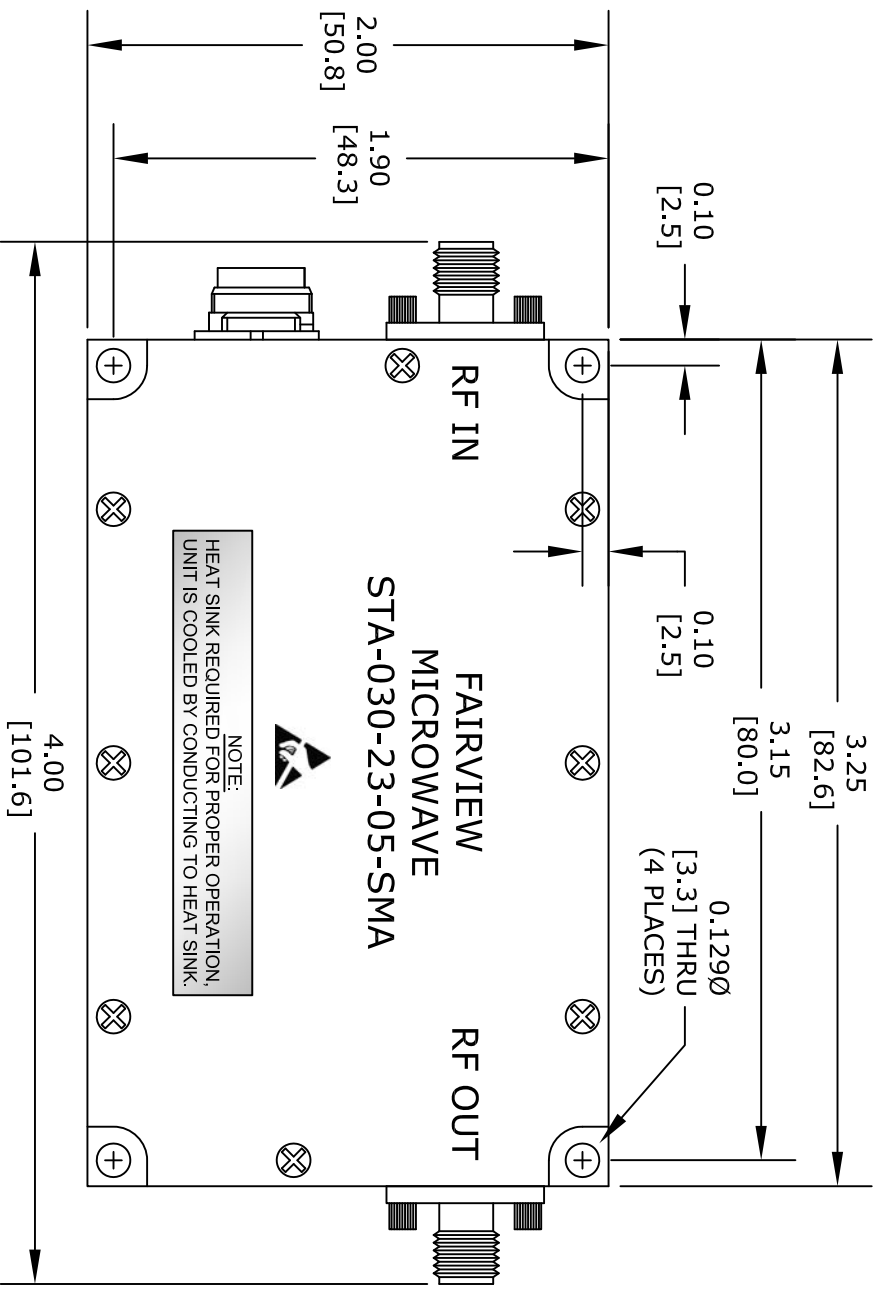 3.25
[82.6]
3.15
[80.0]
0.10
[2.5]
0.10
[2.5]
0.129Ø
[3.3] THRU
(4 PLACES)
2.00
[50.8]
1.90
[48.3]
RF IN
RF OUT
FAIRVIEW
MICROWAVE
STA-030-23-05-SMA
NOTE:
HEAT SINK REQUIRED FOR PROPER OPERATION,
UNIT IS COOLED BY CONDUCTING TO HEAT SINK.
4.00
[101.6]